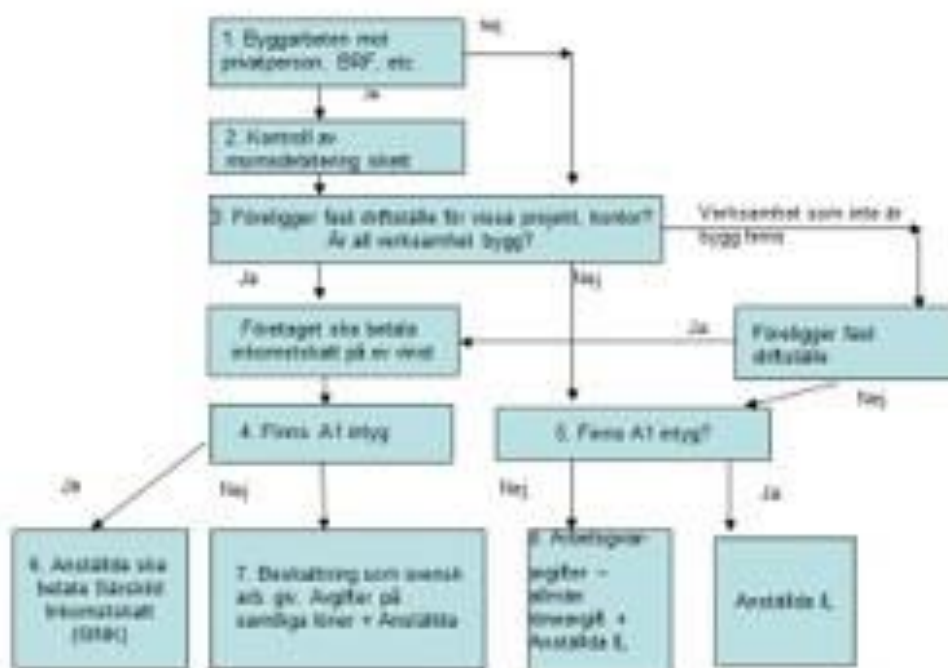 1. Byggarbeten mot
privatperson, BRF, etc
Nej
Ja
2. Kontroll av
momsdebitering skett
3. Föreligger fast driftställe för vissa projekt, kontor?
Är all verksamhet bygg?
Verksamhet som inte är
bygg finns
Ja
Nej
Företaget ska betala
inkomstskatt på ev vinst
Ja
Föreligger fast
driftställe
Nej
4. Finns A1 intyg
5. Finns A1 intyg?
Ja
Nej
Nej
Ja
6. Anställda ska
betala Särskild
Inkomstskatt
(SINK)
7. Beskattning som svensk
arb. giv. Avgifter på
samtliga löner + Anställda
8. Arbetsgivar-
avgifter –
allmän
löneavgift +
Anställda IL
Anställda IL